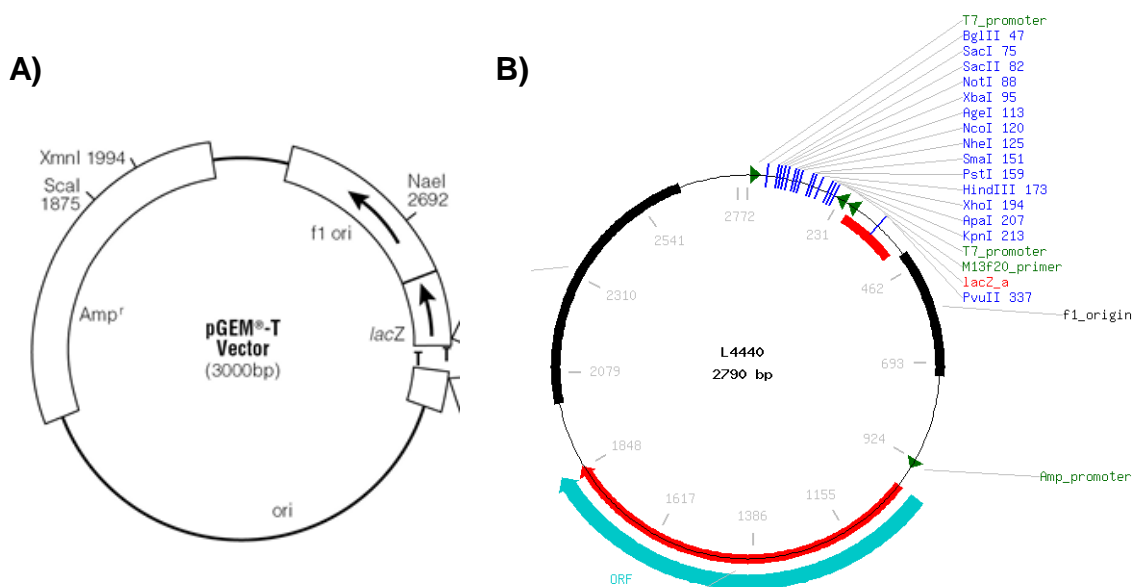 A)
XmnI 1994
ScaI
1875
NaeI
2692
f1 ori
Ampʳ
lacZ
pGEM®-T
Vector
(3000bp)
T
T
ori
B)
T7_promoter
BglII 47
SacI 75
SacII 82
NotI 88
XbaI 95
AgeI 113
NcoI 120
NheI 125
SmaI 151
PstI 159
HindIII 173
XhoI 194
ApaI 207
KpnI 213
T7_promoter
M13f20_primer
lacZ_a
PvuII 337
f1_origin
2772
231
2541
462
2310
L4440
2790 bp
693
2079
924
Amp_promoter
1848
1155
1617
1386
ORF